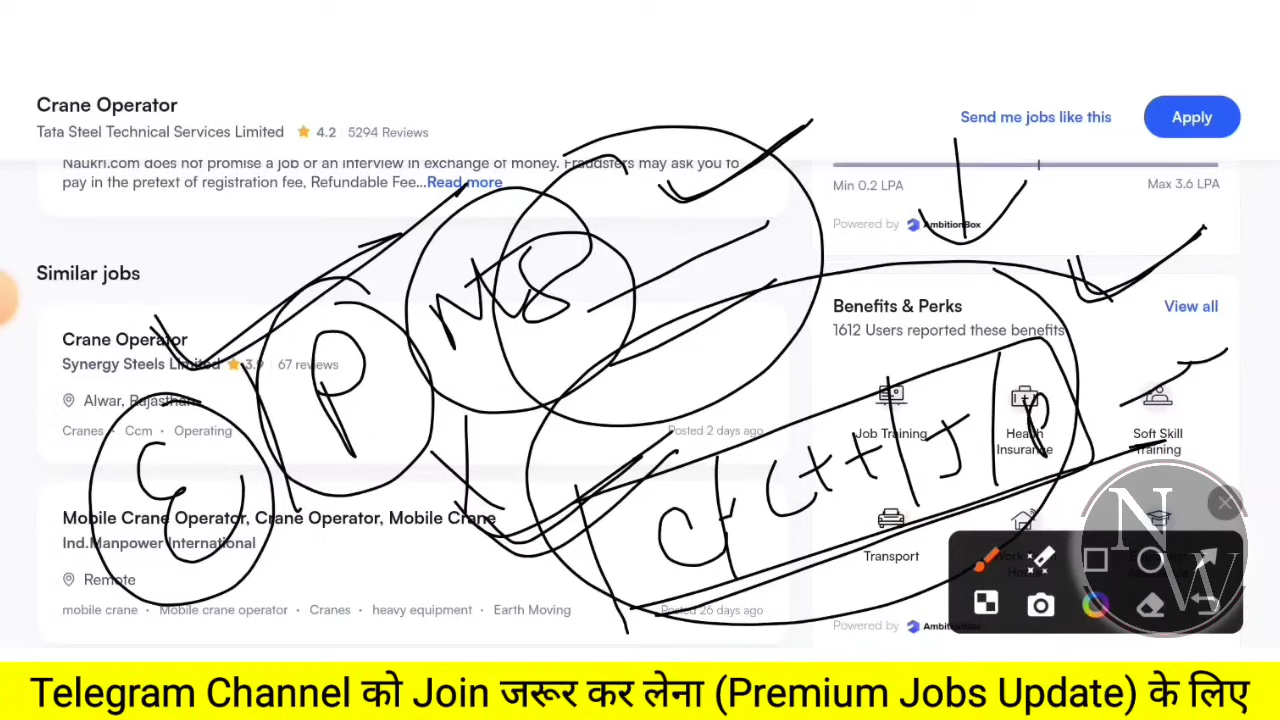 Crane Operator
Tata Steel Technical Services Limited 4.2 5294 Reviews
Send me jobs like this
Apply
Naukri.com does not promise a job or an interview in exchange of money. Fraudsters may ask you to
pay in the pretext of registration fee, Refundable Fee...Read more
Min 0.2 LPA
Max 3.6 LPA
Powered by AmbitionBox
Similar jobs
Crane Operator
Synergy Steels Limited 3.9 67 reviews
Alwar, Rajasthan
Cranes · Ccm · Operating
Posted 2 days ago
Mobile Crane Operator, Crane Operator, Mobile Crane
Ind.Manpower International
Remote
mobile crane · Mobile crane operator · Cranes · heavy equipment · Earth Moving
Posted 26 days ago
Benefits & Perks
View all
1612 Users reported these benefits
Job Training
Health
Insurance
Soft Skill
Training
Transport
Powered by
E
P
C
C++
J
P
N
W
Telegram Channel को Join जरूर कर लेना (Premium Jobs Update) के लिए